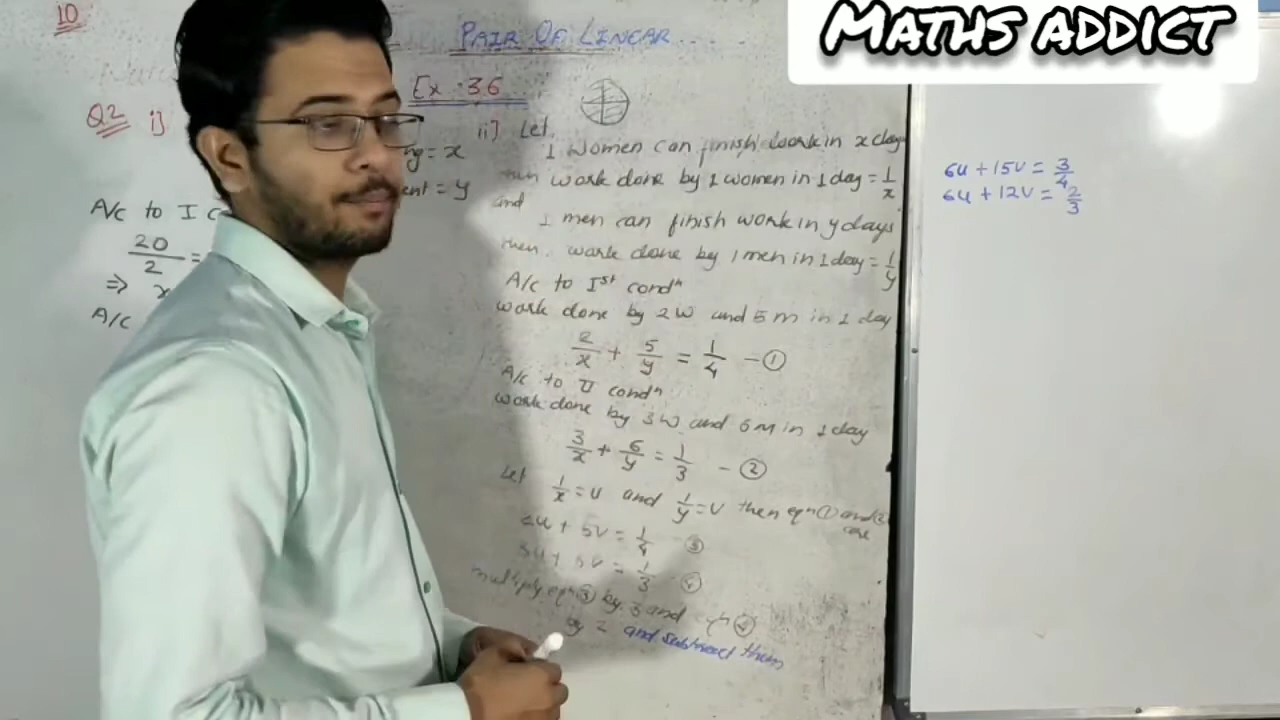 MATHS ADDICT
10
PAIR OF LINEAR....
Ex 3.6
Q2 i]
ng = x
ent = y
A/c to I c
20/2 =
⇒ x
A/c
ii] Let
1 women can finish work in x days
then work done by 1 women in 1 day = 1/x
and
1 men can finish work in y days
then work done by 1 men in 1 day = 1/y
A/c to Ist condn
work done by 2W and 5m in 1 day
2/x + 5/y = 1/4 - ①
A/c to II condn
work done by 3W and 6m in 1 day
3/x + 6/y = 1/3 - ②
Let 1/x = U and 1/y = V then eqn ① and ②
are
2U + 5V = 1/4 ③
3U + 6V = 1/3 ④
multiply eqn ③ by 3 and eqn ④
by 2 and subtract them
6U + 15V = 3/4
6U + 12V = 2/3